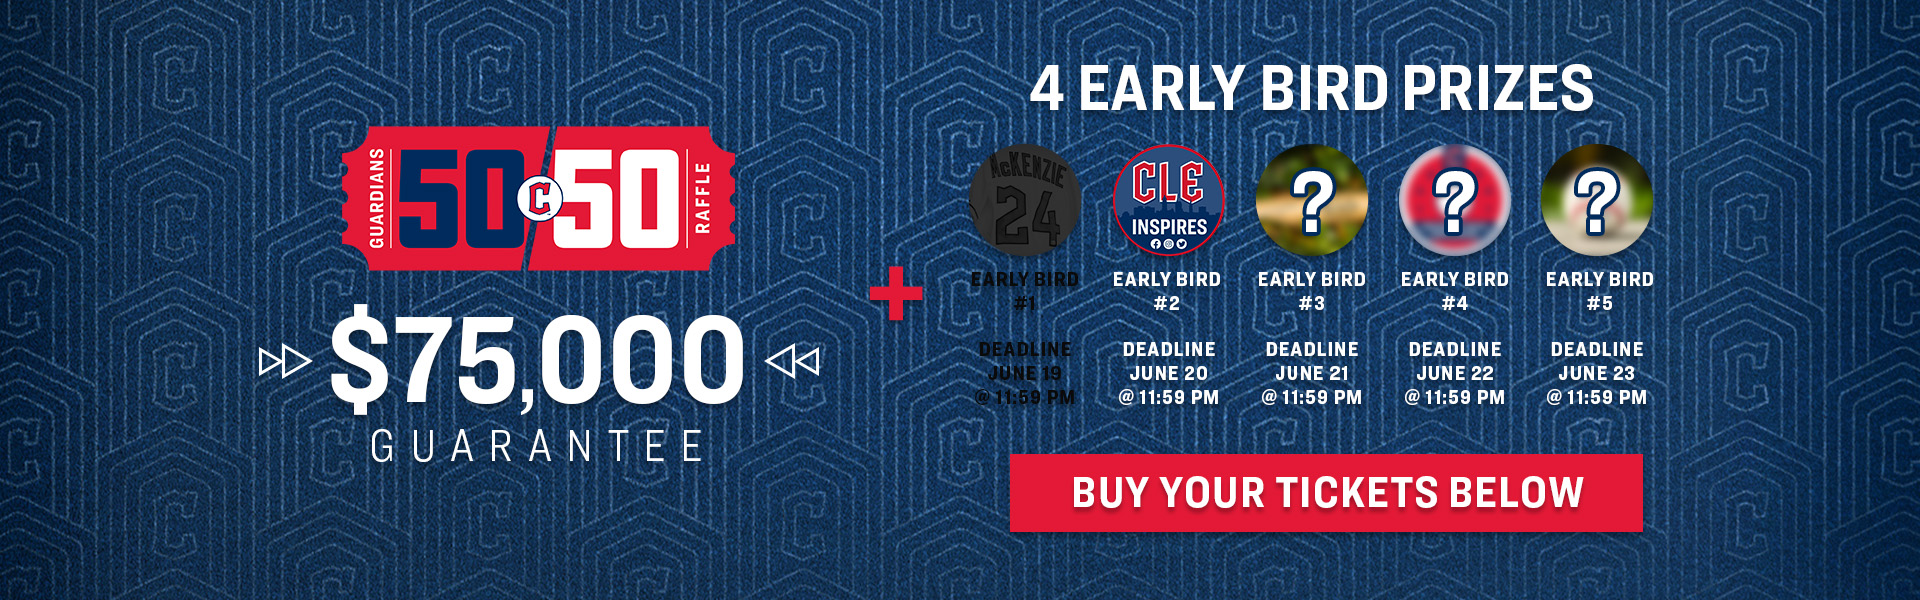 GUARDIANS
50
C
50
RAFFLE
$75,000
GUARANTEE
+
4 EARLY BIRD PRIZES
McKENZIE
24
EARLY BIRD
#1
DEADLINE
JUNE 19
@ 11:59 PM
CLE
INSPIRES
EARLY BIRD
#2
DEADLINE
JUNE 20
@ 11:59 PM
?
EARLY BIRD
#3
DEADLINE
JUNE 21
@ 11:59 PM
?
EARLY BIRD
#4
DEADLINE
JUNE 22
@ 11:59 PM
?
EARLY BIRD
#5
DEADLINE
JUNE 23
@ 11:59 PM
BUY YOUR TICKETS BELOW